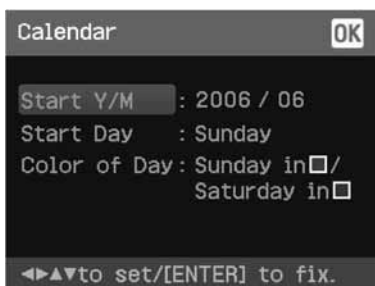 Calendar OK
Start Y/M : 2006 / 06
Start Day : Sunday
Color of Day : Sunday in□/
Saturday in□
◄►▲▼to set/[ENTER] to fix.